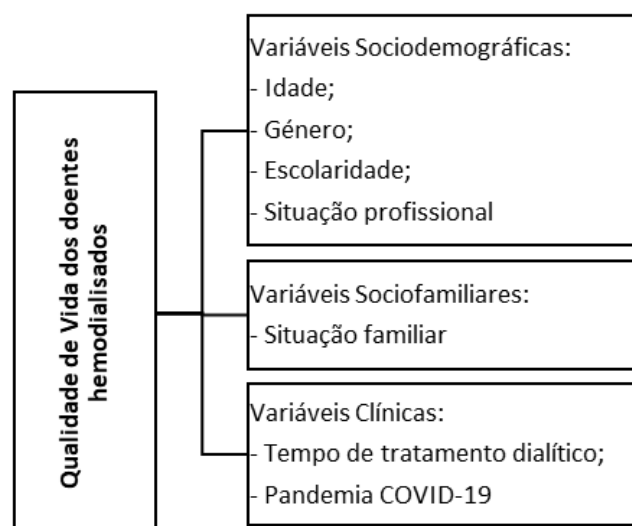 Qualidade de Vida dos doentes
hemodialisados
Variáveis Sociodemográficas:
- Idade;
- Género;
- Escolaridade;
- Situação profissional
Variáveis Sociofamiliares:
- Situação familiar
Variáveis Clínicas:
- Tempo de tratamento dialítico;
- Pandemia COVID-19